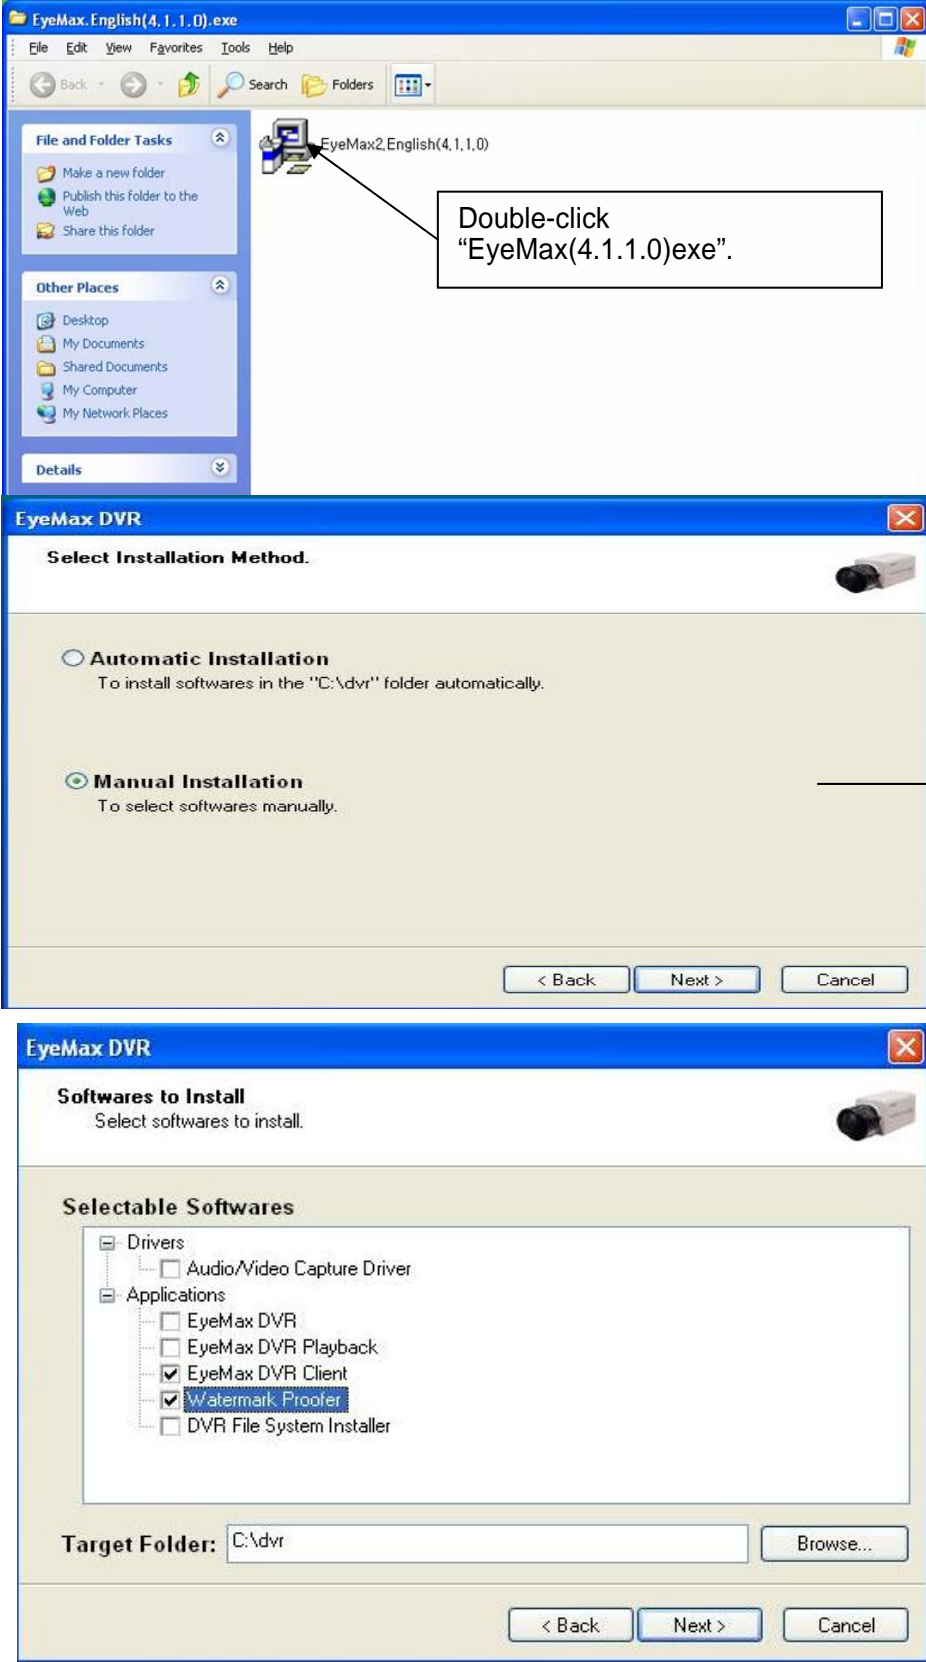 EyeMax.English(4.1.1.0).exe
File Edit View Favorites Tools Help
Back Search Folders
File and Folder Tasks
Make a new folder
Publish this folder to the
Web
Share this folder
Other Places
Desktop
My Documents
Shared Documents
My Computer
My Network Places
Details
EyeMax2,English(4,1,1,0)
Double-click
“EyeMax(4.1.1.0)exe”.
EyeMax DVR
Select Installation Method.
Automatic Installation
To install softwares in the "C:\dvr" folder automatically.
Manual Installation
To select softwares manually.
< Back Next > Cancel
EyeMax DVR
Softwares to Install
Select softwares to install.
Selectable Softwares
Drivers
Audio/Video Capture Driver
Applications
EyeMax DVR
EyeMax DVR Playback
EyeMax DVR Client
Watermark Proofer
DVR File System Installer
Target Folder: C:\dvr Browse...
< Back Next > Cancel